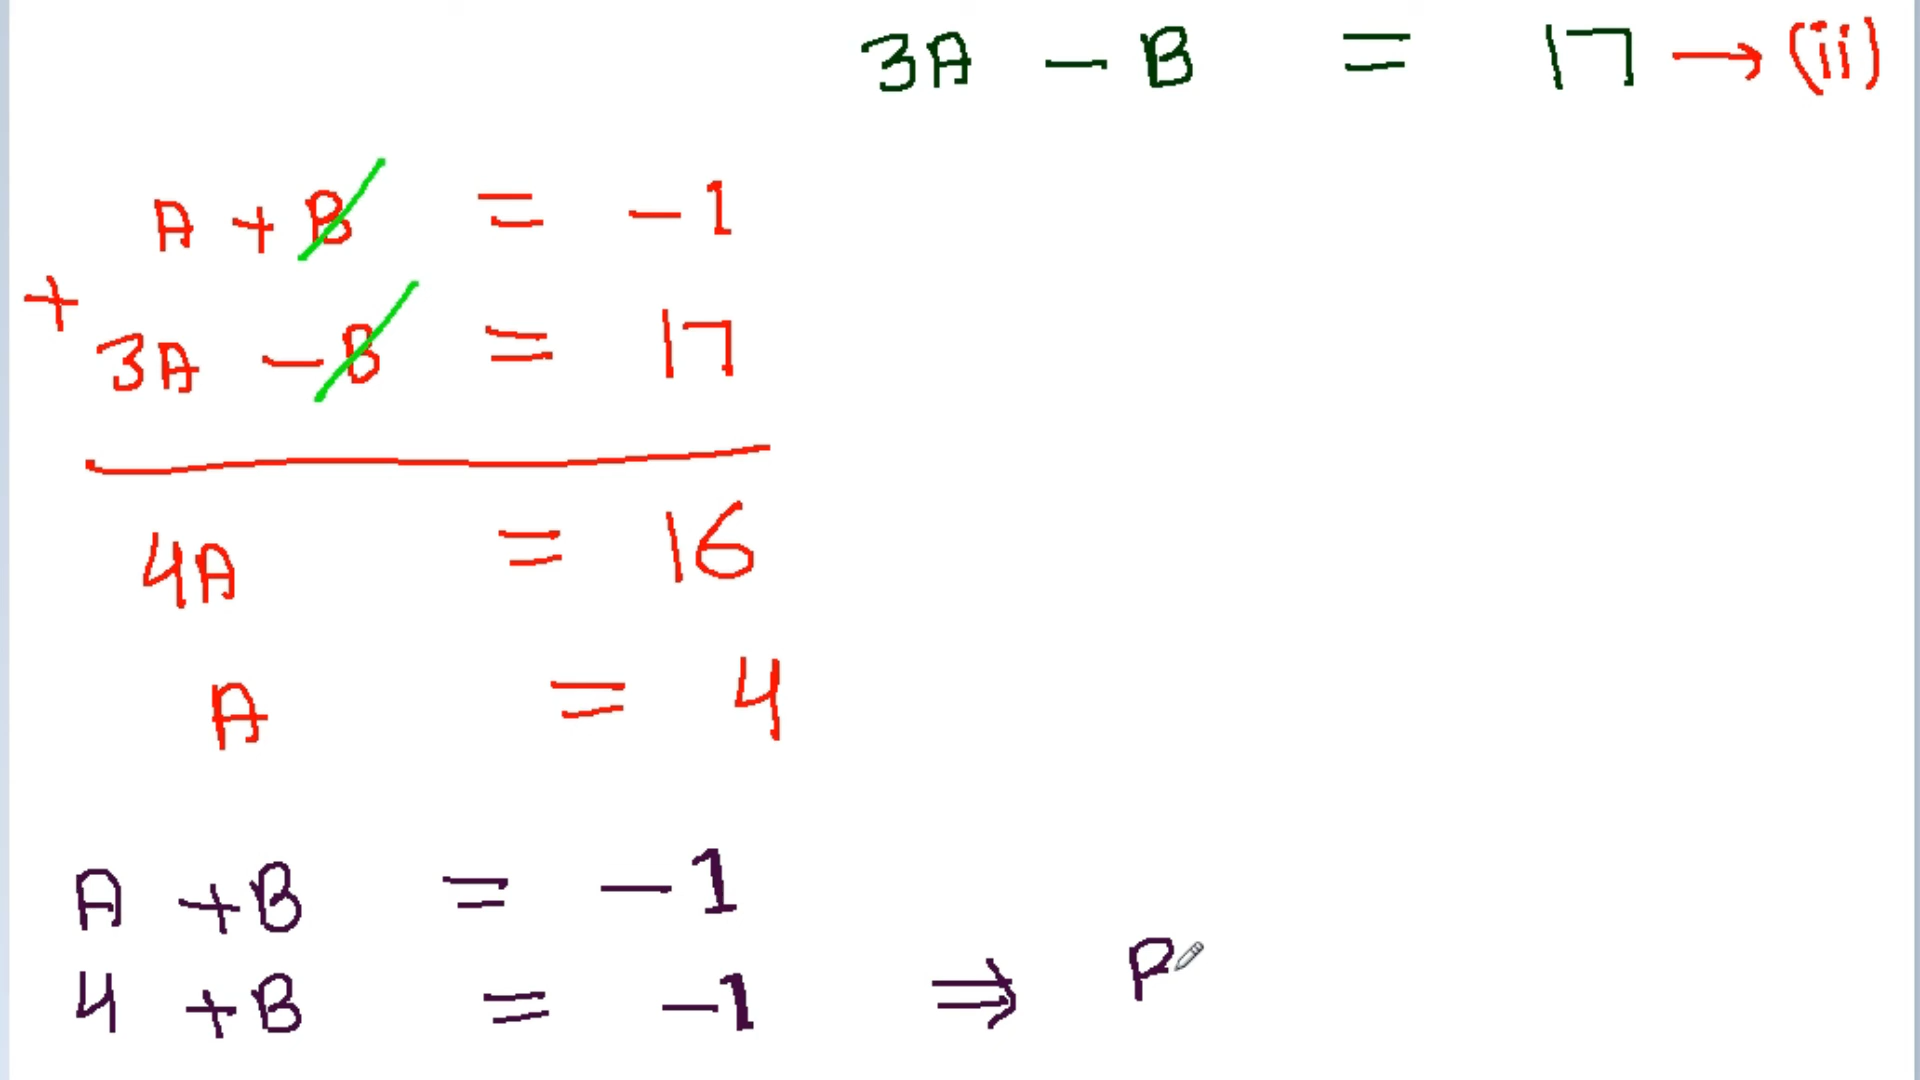 3A - B = 17 → (ii)
A + B = -1
+
3A - B = 17
4A = 16
A = 4
A + B = -1
4 + B = -1 ⇒